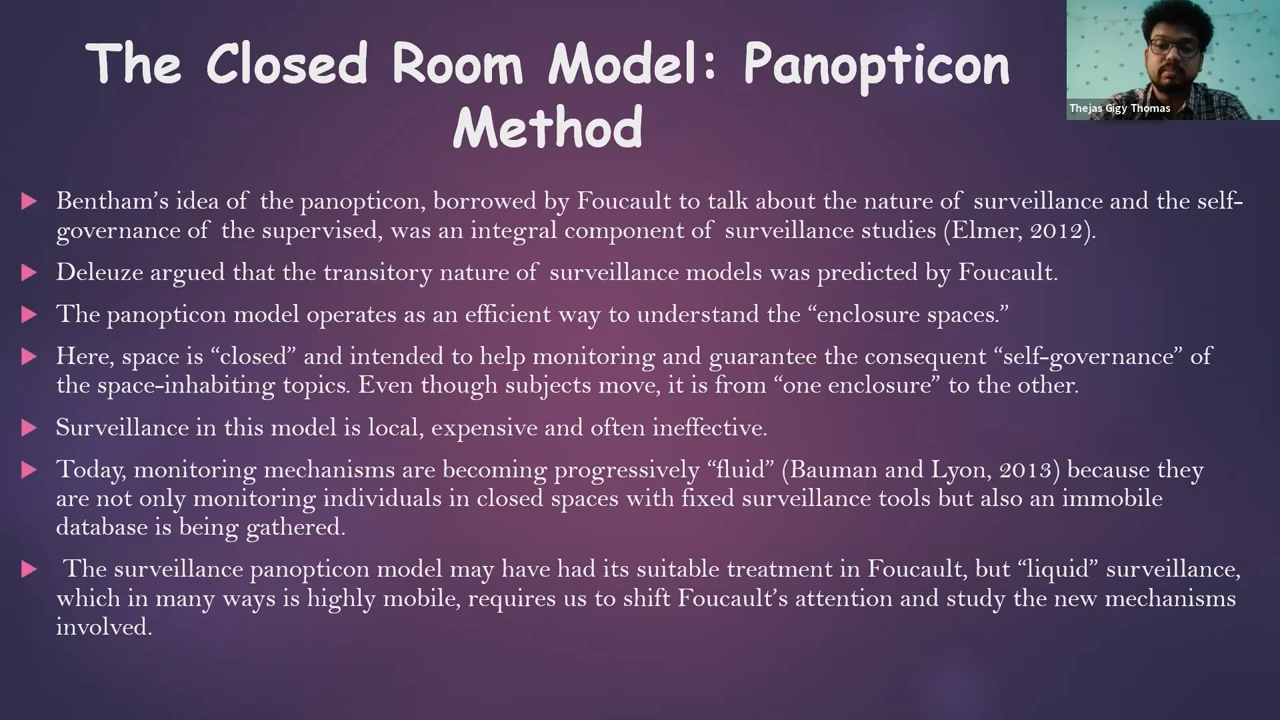 The Closed Room Model: Panopticon
Method
Thejas Gigy Thomas
Bentham’s idea of the panopticon, borrowed by Foucault to talk about the nature of surveillance and the self-
governance of the supervised, was an integral component of surveillance studies (Elmer, 2012).
Deleuze argued that the transitory nature of surveillance models was predicted by Foucault.
The panopticon model operates as an efficient way to understand the “enclosure spaces.”
Here, space is “closed” and intended to help monitoring and guarantee the consequent “self-governance” of
the space-inhabiting topics. Even though subjects move, it is from “one enclosure” to the other.
Surveillance in this model is local, expensive and often ineffective.
Today, monitoring mechanisms are becoming progressively “fluid” (Bauman and Lyon, 2013) because they
are not only monitoring individuals in closed spaces with fixed surveillance tools but also an immobile
database is being gathered.
The surveillance panopticon model may have had its suitable treatment in Foucault, but “liquid” surveillance,
which in many ways is highly mobile, requires us to shift Foucault’s attention and study the new mechanisms
involved.